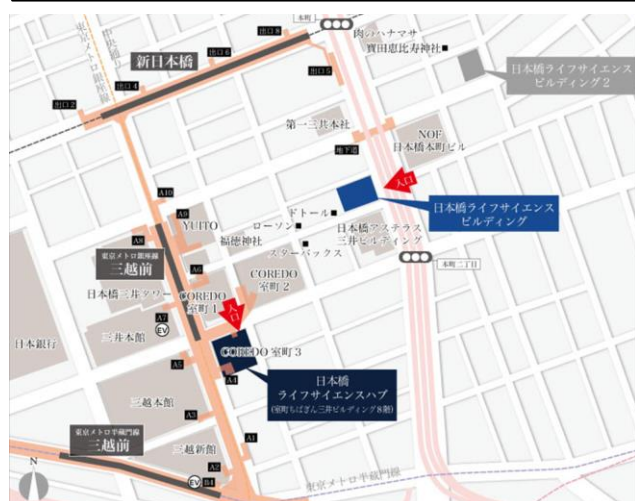 本町
肉のハナマサ
寶田恵比寿神社
日本橋ライフサイエンス
ビルディング2
東京メトロ銀座線
中央通り
出口8
出口6
新日本橋
出口5
出口4
出口2
第一三共本社
地下道
NOF
日本橋本町ビル
入口
A10
A9
YUITO
A8
福徳神社
ローソン
ドトール
スターバックス
日本橋アステラス
三井ビルディング
日本橋ライフサイエンス
ビルディング
本町二丁目
東京メトロ銀座線
三越前
A6
COREDO
室町2
日本橋三井タワー
COREDO
室町1
入口
A7
EV
三井本館
日本銀行
COREDO 室町3
A5
A4
日本橋
ライフサイエンスハブ
(室町ちばぎん三井ビルディング8階)
三越本館
A3
A1
東京メトロ半蔵門線
三越前
三越新館
A2
EV
B4
東京メトロ半蔵門線
N